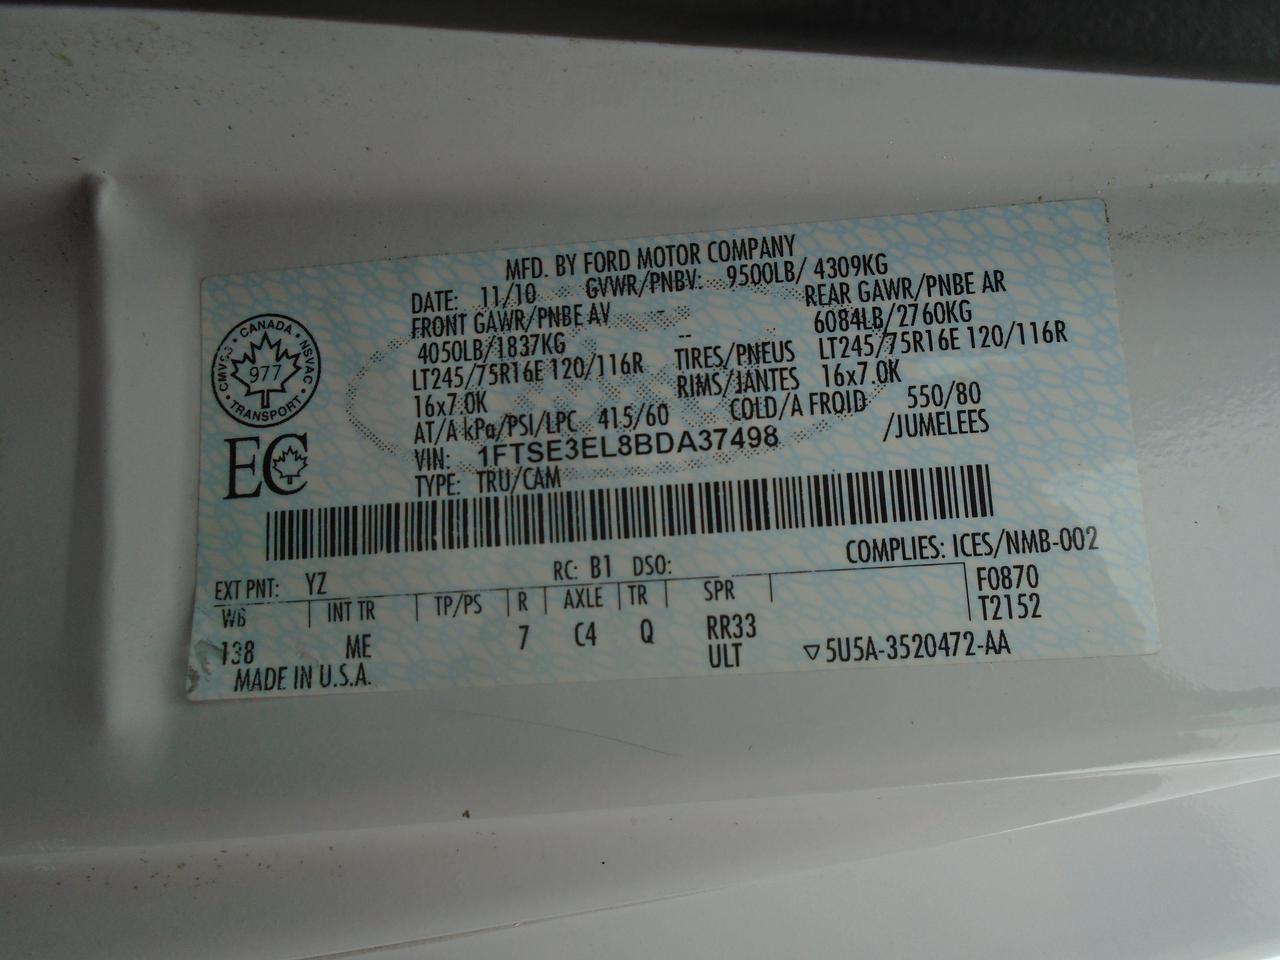 MFD. BY FORD MOTOR COMPANY
DATE: 11/10 GVWR/PNBV: 9500LB/ 4309KG
FRONT GAWR/PNBE AV -- REAR GAWR/PNBE AR
4050LB/1837KG -- 6084LB/2760KG
LT245/75R16E 120/116R TIRES/PNEUS LT245/75R16E 120/116R
16x7.0K RIMS/JANTES 16x7.0K
AT/A kPa/PSI/LPC 415/60 COLD/A FROID 550/80
VIN: 1FTSE3EL8BDA37498 /JUMELEES
TYPE: TRU/CAM
CANADA
CMVSS NSVAC
977
TRANSPORT
EC
COMPLIES: ICES/NMB-002
EXT PNT: YZ RC: B1 DSO:
WB INT TR TP/PS R AXLE TR SPR F0870
T2152
138 ME 7 C4 Q RR33
ULT ▽5U5A-3520472-AA
MADE IN U.S.A.